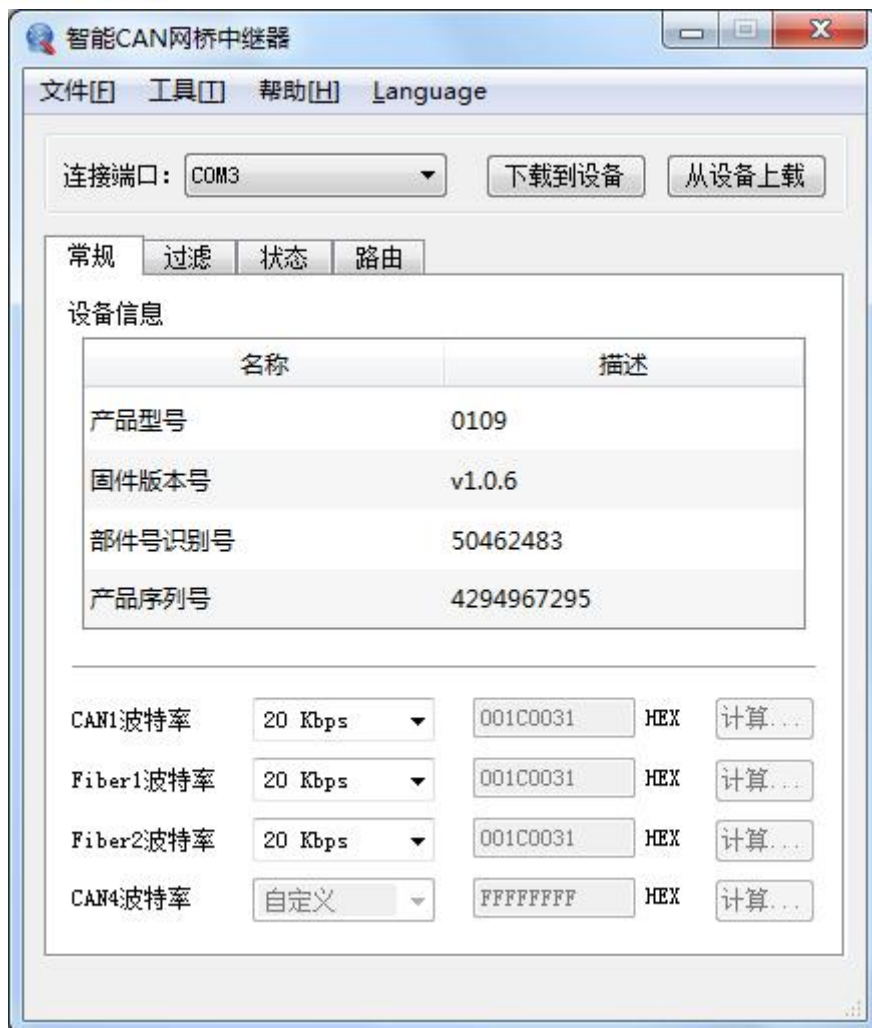 智能CAN网桥中继器
文件[F] 工具[T] 帮助[H] Language
连接端口: COM3 下载到设备 从设备上载
常规 过滤 状态 路由
设备信息
名称 描述
产品型号 0109
固件版本号 v1.0.6
部件号识别号 50462483
产品序列号 4294967295
CAN1波特率 20 Kbps 001C0031 HEX 计算...
Fiber1波特率 20 Kbps 001C0031 HEX 计算...
Fiber2波特率 20 Kbps 001C0031 HEX 计算...
CAN4波特率 自定义 FFFFFFFF HEX 计算...